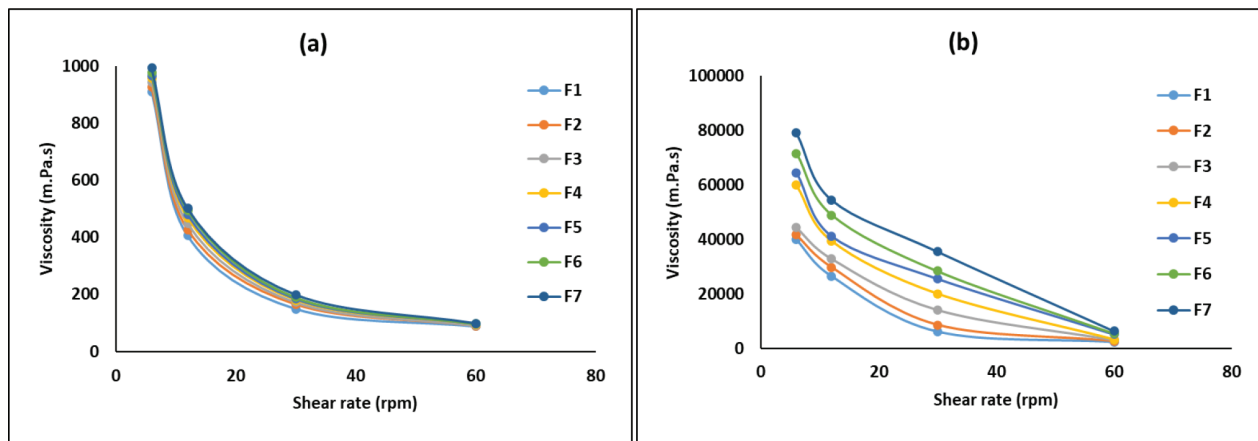 (a)
Viscosity (m.Pa.s)
1000
800
600
400
200
0
0 20 40 60 80
Shear rate (rpm)
F1
F2
F3
F4
F5
F6
F7
(b)
Viscosity (m.Pa.s)
100000
80000
60000
40000
20000
0
0 20 40 60 80
Shear rate (rpm)
F1
F2
F3
F4
F5
F6
F7